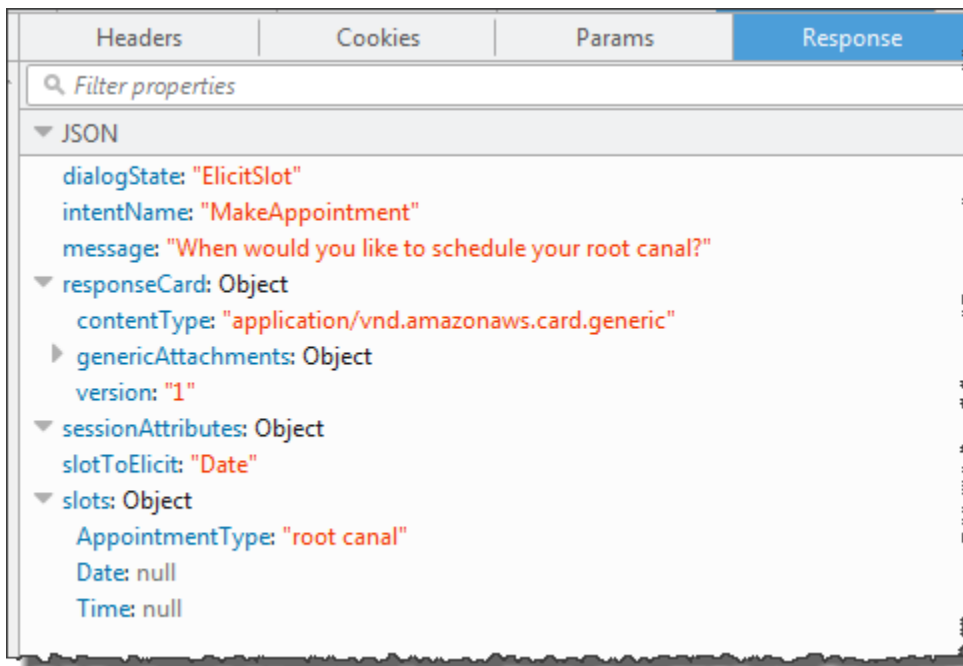 Headers Cookies Params Response
Filter properties
JSON
dialogState: "ElicitSlot"
intentName: "MakeAppointment"
message: "When would you like to schedule your root canal?"
responseCard: Object
contentType: "application/vnd.amazonaws.card.generic"
genericAttachments: Object
version: "1"
sessionAttributes: Object
slotToElicit: "Date"
slots: Object
AppointmentType: "root canal"
Date: null
Time: null